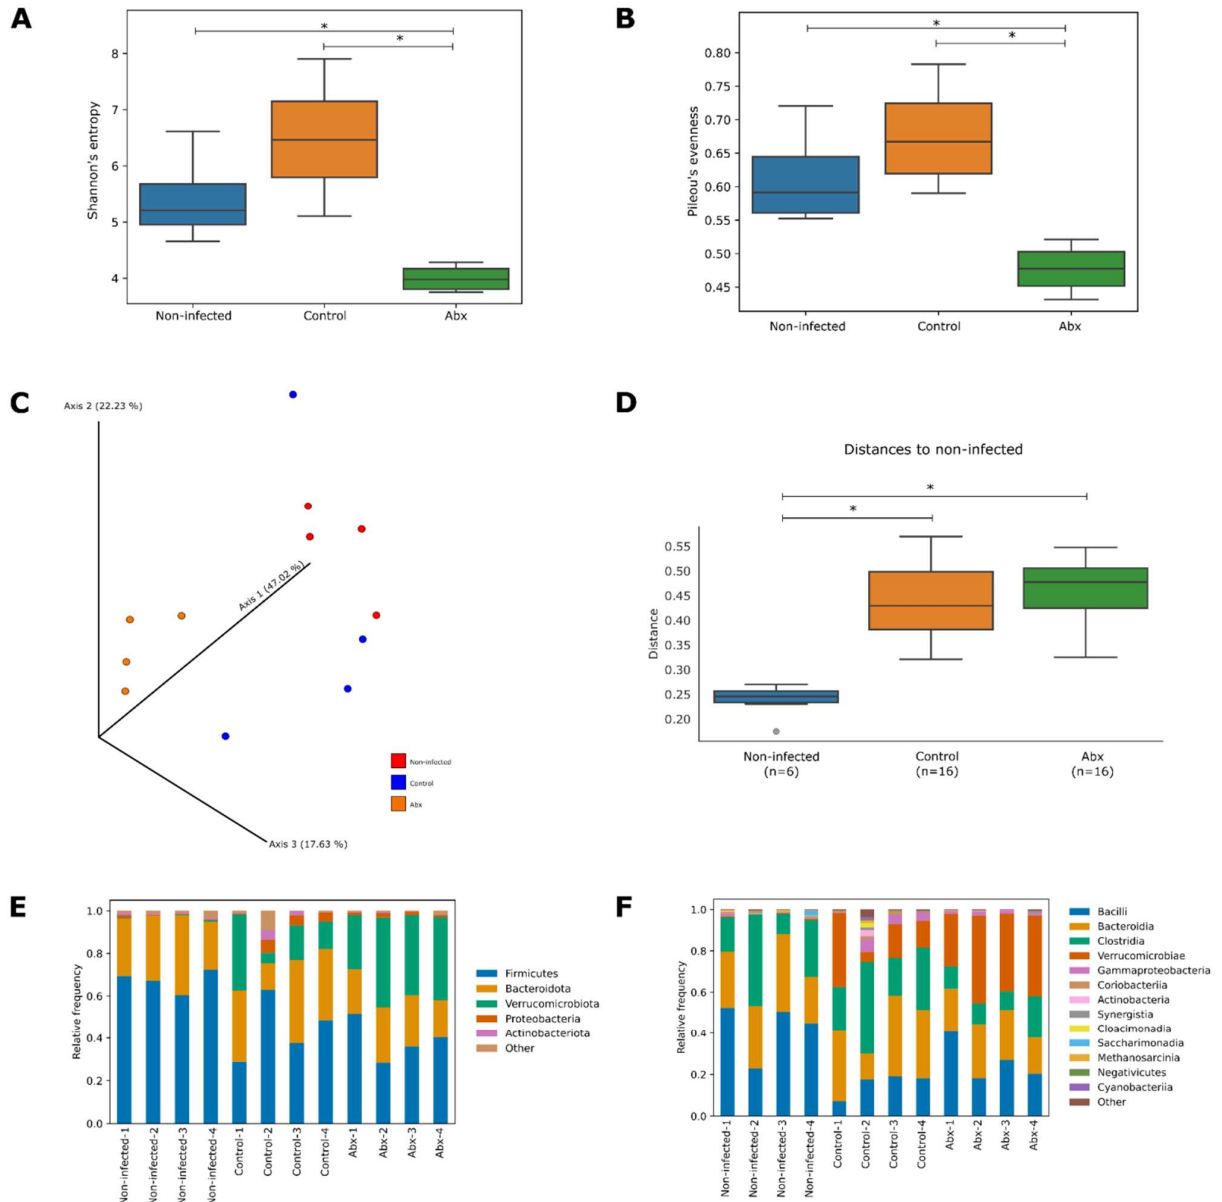 A
*
*
8
7
6
5
4
Shannon's entropy
Non-infected
Control
Abx
B
*
*
0.80
0.75
0.70
0.65
0.60
0.55
0.50
0.45
Pileou's evenness
Non-infected
Control
Abx
C
Axis 2 (22.23 %)
Axis 1 (47.02 %)
Axis 3 (17.63 %)
Non-infected
Control
Abx
D
Distances to non-infected
*
*
0.55
0.50
0.45
0.40
0.35
0.30
0.25
0.20
Distance
Non-infected
(n=6)
Control
(n=16)
Abx
(n=16)
E
1.0
0.8
0.6
0.4
0.2
0.0
Relative frequency
Non-infected-1
Non-infected-2
Non-infected-3
Non-infected-4
Control-1
Control-2
Control-3
Control-4
Abx-1
Abx-2
Abx-3
Abx-4
Firmicutes
Bacteroidota
Verrucomicrobiota
Proteobacteria
Actinobacteriota
Other
F
1.0
0.8
0.6
0.4
0.2
0.0
Relative frequency
Non-infected-1
Non-infected-2
Non-infected-3
Non-infected-4
Control-1
Control-2
Control-3
Control-4
Abx-1
Abx-2
Abx-3
Abx-4
Bacilli
Bacteroidia
Clostridia
Verrucomicrobiae
Gammaproteobacteria
Coriobacteriia
Actinobacteria
Synergistia
Cloacimonadia
Saccharimonadia
Methanosarcinia
Negativicutes
Cyanobacteriia
Other